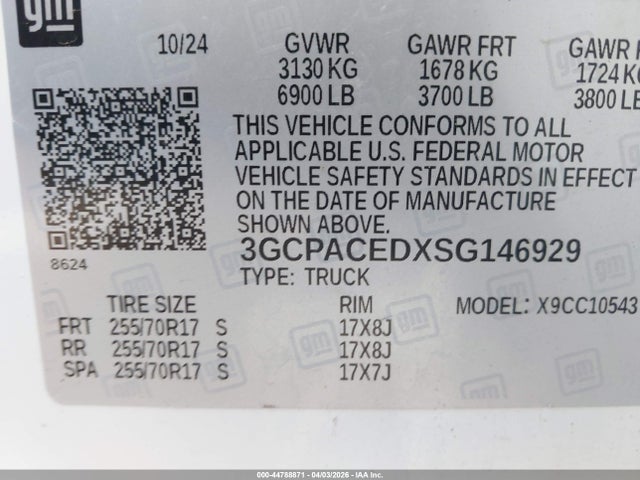 gm
10/24 GVWR GAWR FRT GAWR
3130 KG 1678 KG 1724 KG
6900 LB 3700 LB 3800 LB
THIS VEHICLE CONFORMS TO ALL
APPLICABLE U.S. FEDERAL MOTOR
VEHICLE SAFETY STANDARDS IN EFFECT
ON THE DATE OF MANUFACTURE
SHOWN ABOVE.
8624 3GCPACEDXSG146929
TYPE: TRUCK
TIRE SIZE RIM MODEL: X9CC10543
FRT 255/70R17 S 17X8J
RR 255/70R17 S 17X8J
SPA 255/70R17 S 17X7J
000-44788871 04/03/2026 - IAA, Inc.